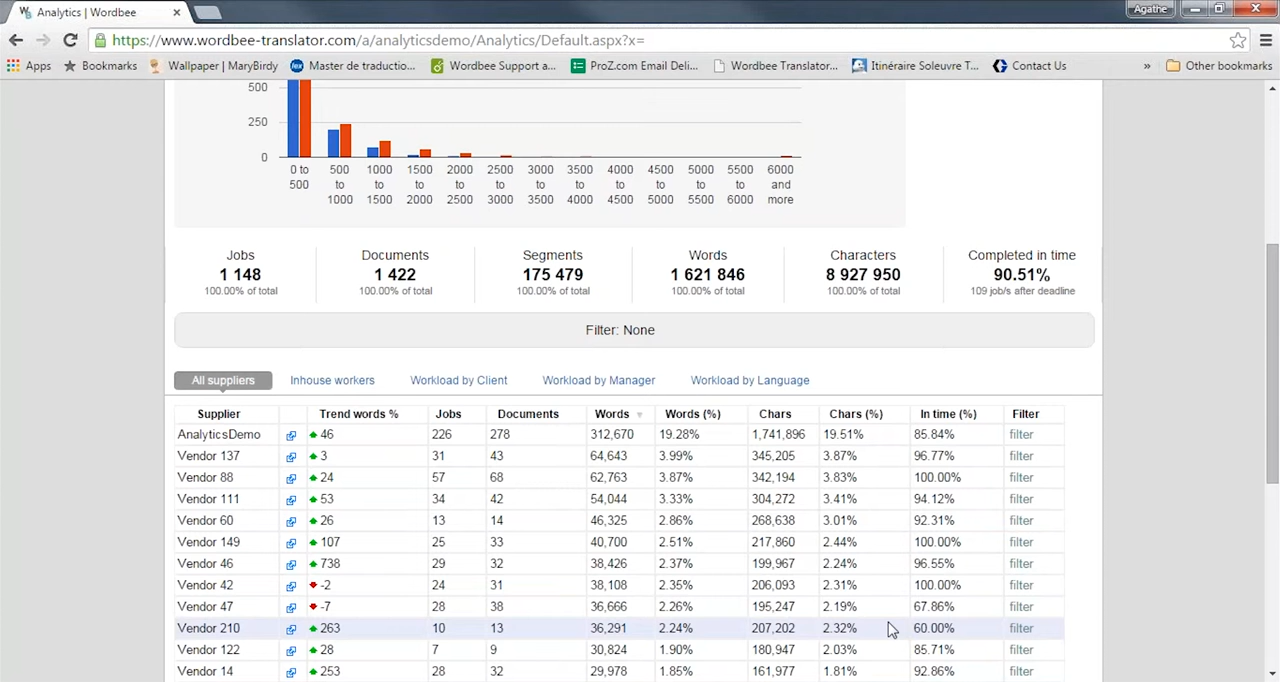 Analytics | Wordbee
Agathe
https://www.wordbee-translator.com/a/analyticsdemo/Analytics/Default.aspx?x=
Apps Bookmarks Wallpaper | MaryBirdy Master de traductio... Wordbee Support a... ProZ.com Email Deli... Wordbee Translator... Itinéraire Soleuvre T... Contact Us » Other bookmarks
500
250
0
0 to 500 1000 1500 2000 2500 3000 3500 4000 4500 5000 5500 6000
500 to to to to to to to to to to to and
1000 1500 2000 2500 3000 3500 4000 4500 5000 5500 6000 more
Jobs Documents Segments Words Characters Completed in time
1 148 1 422 175 479 1 621 846 8 927 950 90.51%
100.00% of total 100.00% of total 100.00% of total 100.00% of total 100.00% of total 109 job/s after deadline
Filter: None
All suppliers Inhouse workers Workload by Client Workload by Manager Workload by Language
Supplier Trend words % Jobs Documents Words Words (%) Chars Chars (%) In time (%) Filter
AnalyticsDemo 46 226 278 312,670 19.28% 1,741,896 19.51% 85.84% filter
Vendor 137 3 31 43 64,643 3.99% 345,205 3.87% 96.77% filter
Vendor 88 24 57 68 62,763 3.87% 342,194 3.83% 100.00% filter
Vendor 111 53 34 42 54,044 3.33% 304,272 3.41% 94.12% filter
Vendor 60 26 13 14 46,325 2.86% 268,638 3.01% 92.31% filter
Vendor 149 107 25 33 40,700 2.51% 217,860 2.44% 100.00% filter
Vendor 46 738 29 32 38,426 2.37% 199,967 2.24% 96.55% filter
Vendor 42 -2 24 31 38,108 2.35% 206,093 2.31% 100.00% filter
Vendor 47 -7 28 38 36,666 2.26% 195,247 2.19% 67.86% filter
Vendor 210 263 10 13 36,291 2.24% 207,202 2.32% 60.00% filter
Vendor 122 28 7 9 30,824 1.90% 180,947 2.03% 85.71% filter
Vendor 14 253 28 32 29,978 1.85% 161,977 1.81% 92.86% filter